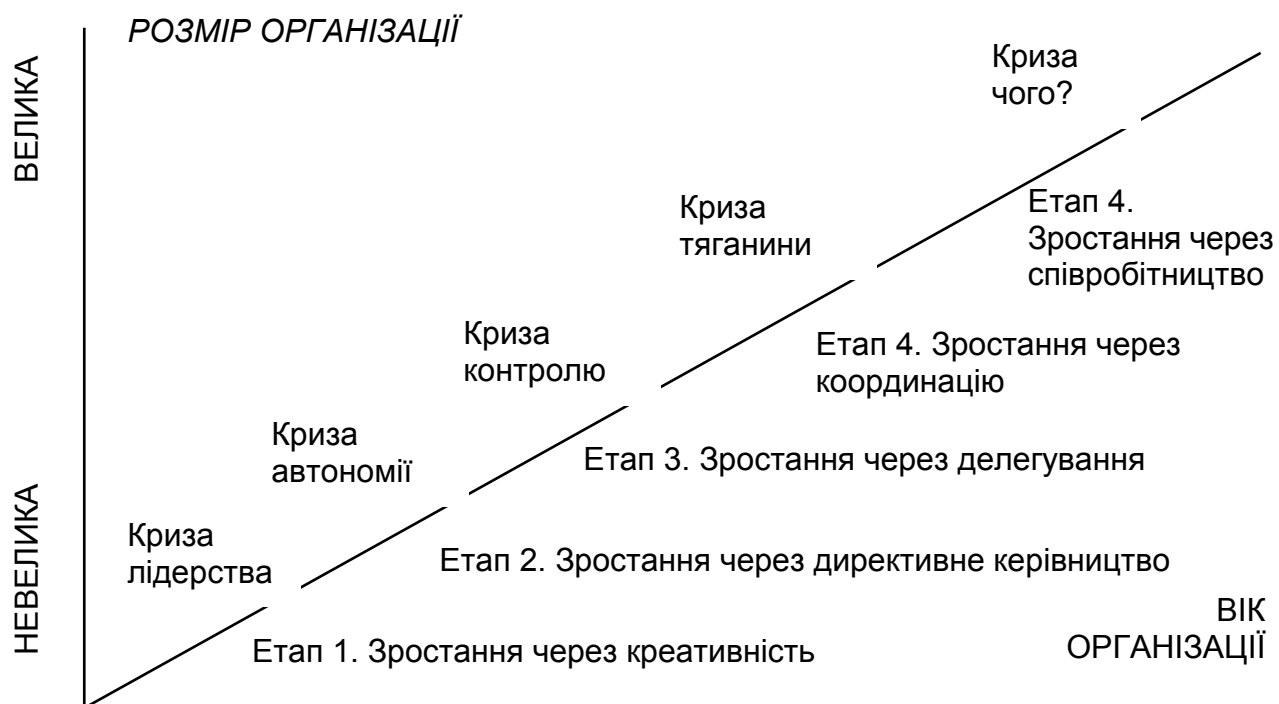 РОЗМІР ОРГАНІЗАЦІЇ
ВЕЛИКА
НЕВЕЛИКА
Криза
чого?
Етап 4.
Зростання через
співробітництво
Криза
тяганини
Етап 4. Зростання через
координацію
Криза
контролю
Етап 3. Зростання через делегування
Криза
автономії
Етап 2. Зростання через директивне керівництво
Криза
лідерства
Етап 1. Зростання через креативність
ВІК
ОРГАНІЗАЦІЇ